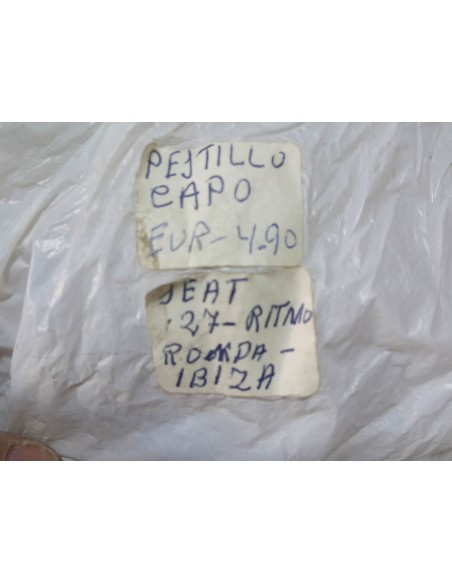 PESTILLO
CAPO
EUR-4.90
SEAT
127-RITMO
RONDA-
IBIZA